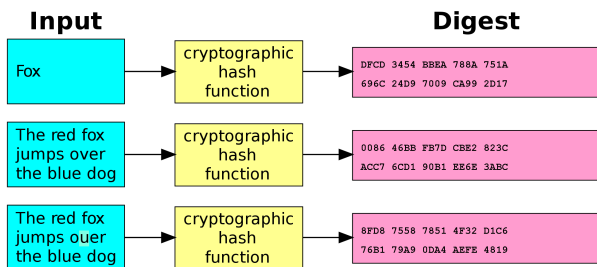 Input
Digest
Fox
cryptographic
hash
function
DFCD 3454 BBEA 788A 751A
696C 24D9 7009 CA99 2D17
The red fox
jumps over
the blue dog
cryptographic
hash
function
0086 46BB FB7D CBE2 823C
ACC7 6CD1 90B1 EE6E 3ABC
The red fox
jumps ouer
the blue dog
cryptographic
hash
function
8FD8 7558 7851 4F32 D1C6
76B1 79A9 0DA4 AEFE 4819